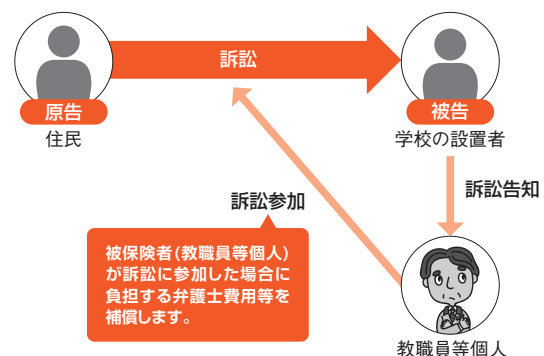 訴訟
原告
住民
被告
学校の設置者
訴訟告知
訴訟参加
被保険者(教職員等個人)
が訴訟に参加した場合に
負担する弁護士費用等を
補償します。
教職員等個人